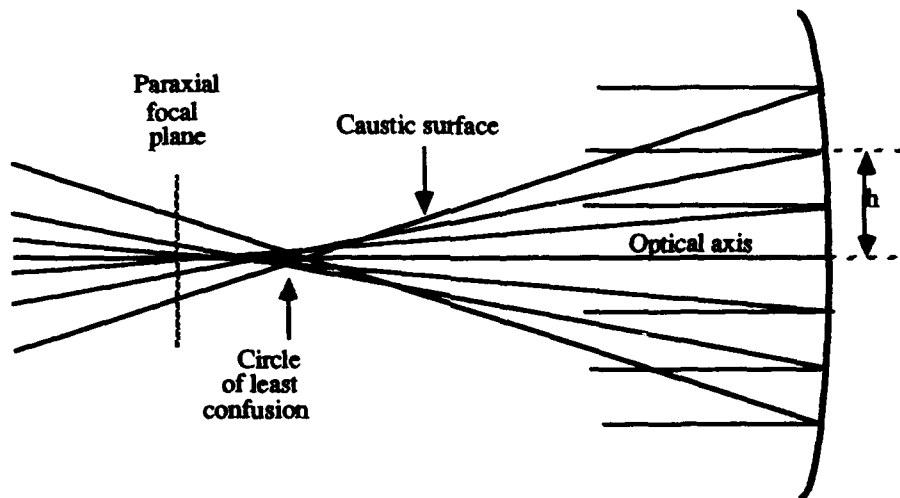 Paraxial
focal
plane
Caustic surface
h
Optical axis
Circle
of least
confusion